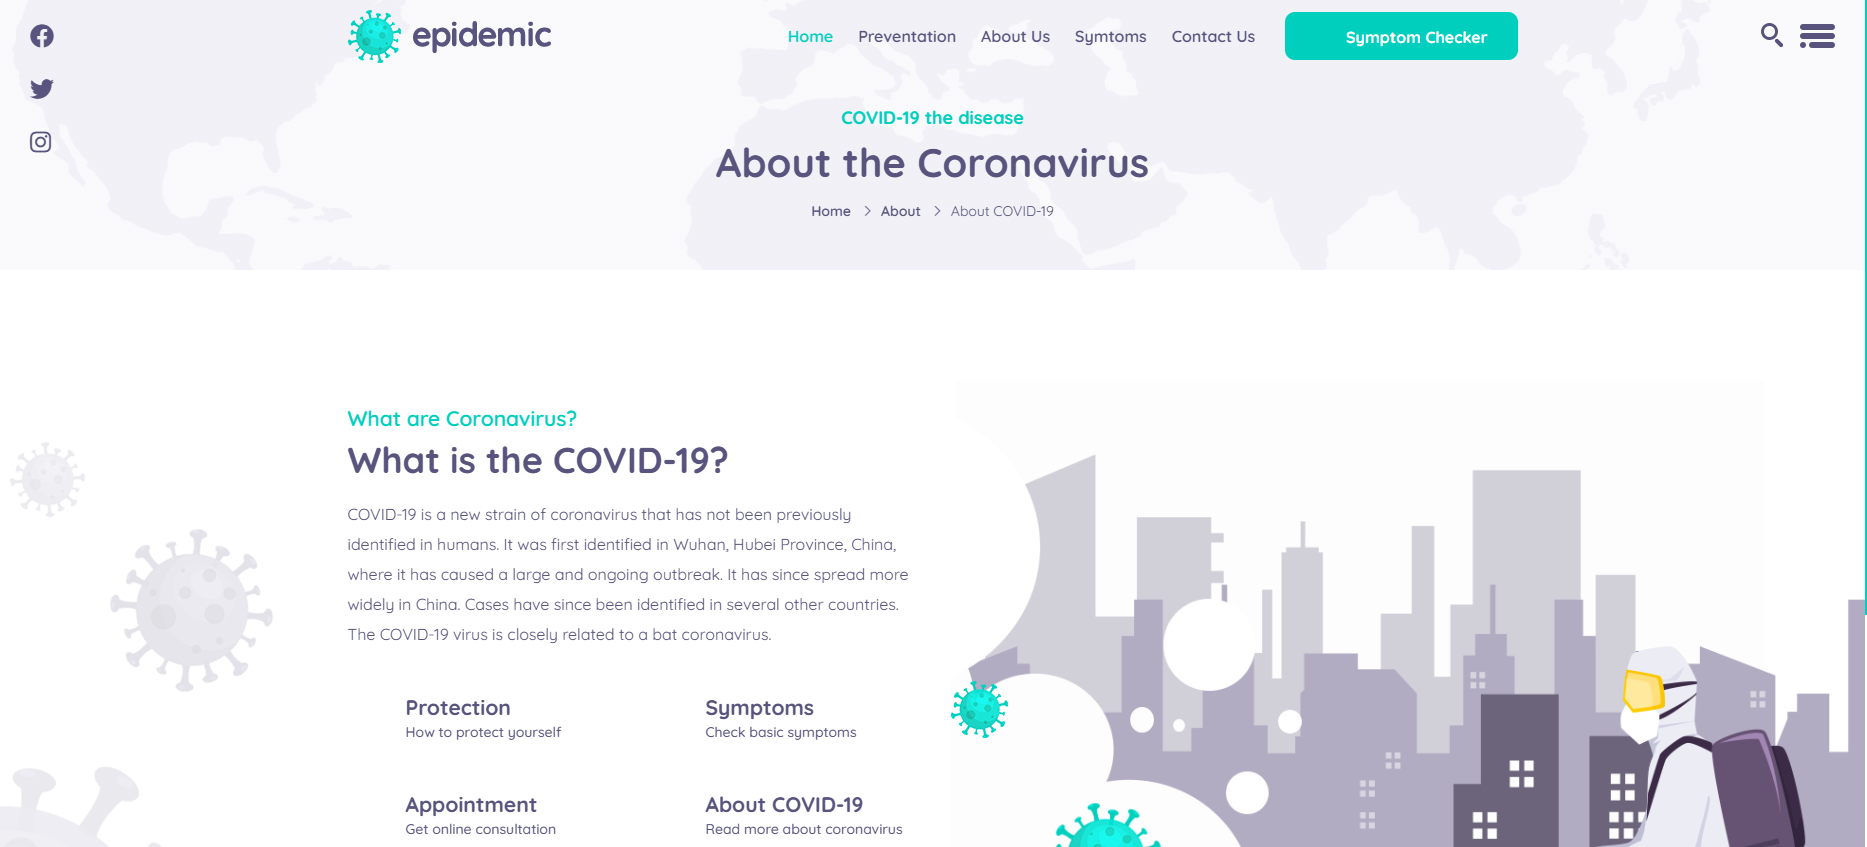 epidemic
Home Preventation About Us Symtoms Contact Us Symptom Checker
COVID-19 the disease
About the Coronavirus
Home > About > About COVID-19
What are Coronavirus?
What is the COVID-19?
COVID-19 is a new strain of coronavirus that has not been previously
identified in humans. It was first identified in Wuhan, Hubei Province, China,
where it has caused a large and ongoing outbreak. It has since spread more
widely in China. Cases have since been identified in several other countries.
The COVID-19 virus is closely related to a bat coronavirus.
Protection
How to protect yourself
Symptoms
Check basic symptoms
Appointment
Get online consultation
About COVID-19
Read more about coronavirus